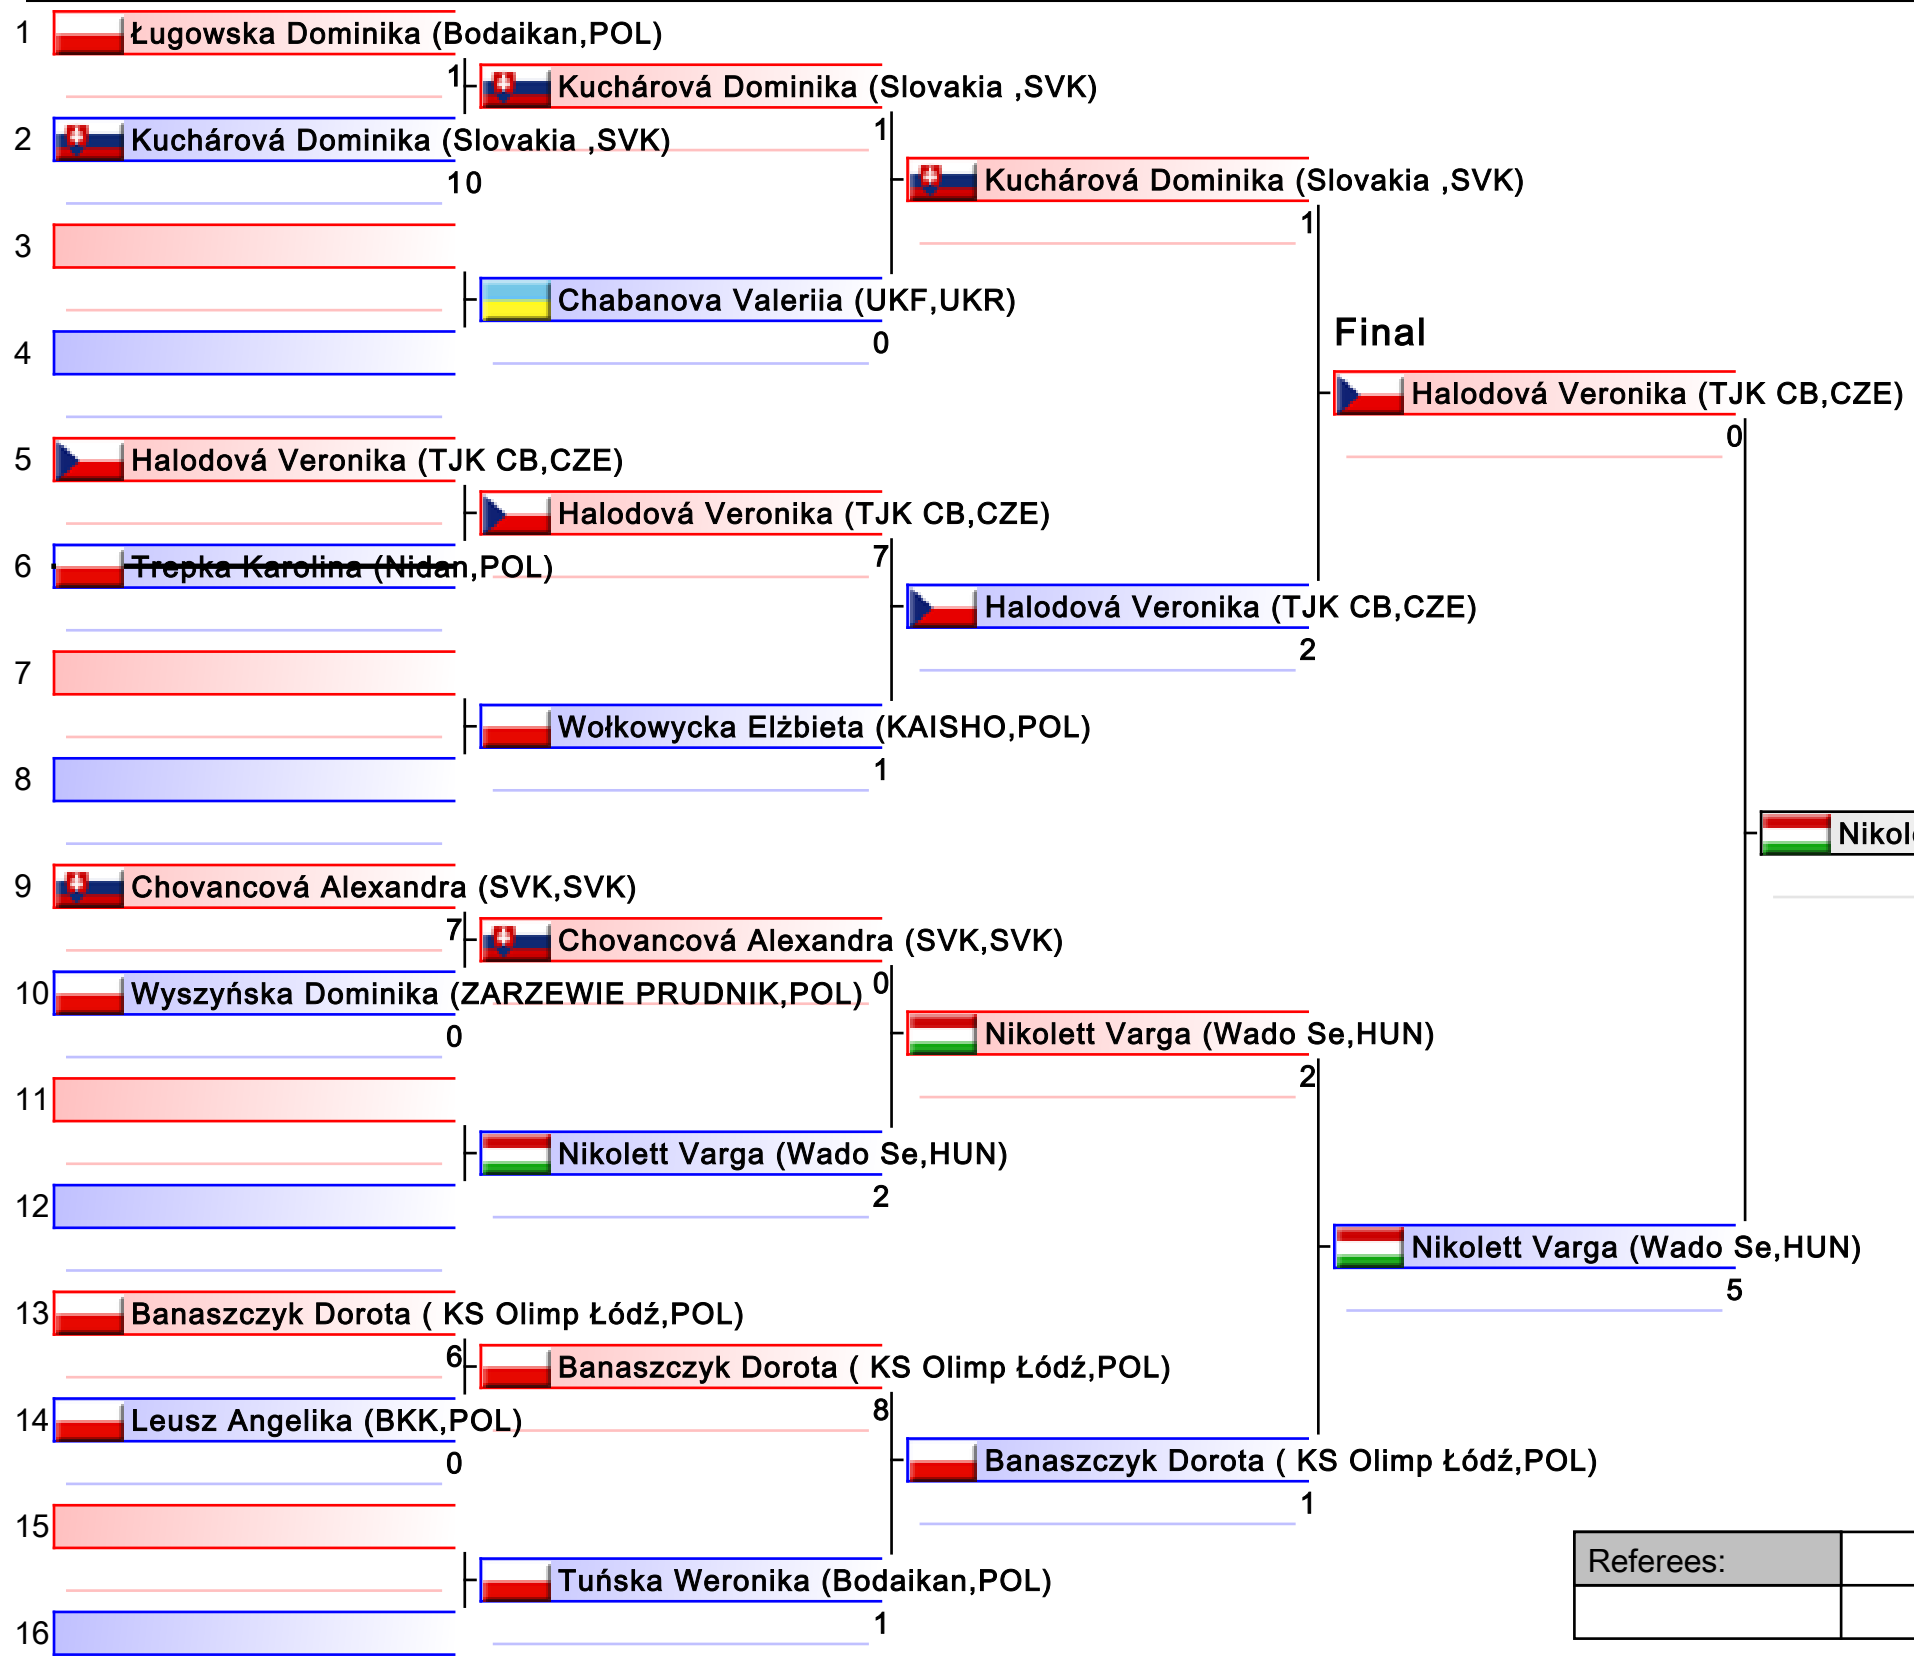 1 Ługowska Dominika (Bodaikan,POL)
1
Kuchárová Dominika (Slovakia ,SVK)
1
2 Kuchárová Dominika (Slovakia ,SVK)
10
Kuchárová Dominika (Slovakia ,SVK)
1
3
Chabanova Valeriia (UKF,UKR)
0
4
Final
Halodová Veronika (TJK CB,CZE)
0
5 Halodová Veronika (TJK CB,CZE)
Halodová Veronika (TJK CB,CZE)
7
6 Trepka Karolina (Nidan,POL)
Halodová Veronika (TJK CB,CZE)
2
7
Wołkowycka Elżbieta (KAISHO,POL)
1
8
9 Chovancová Alexandra (SVK,SVK)
7
Chovancová Alexandra (SVK,SVK)
0
10 Wyszyńska Dominika (ZARZEWIE PRUDNIK,POL)
0
Nikolett Varga (Wado Se,HUN)
2
11
Nikolett Varga (Wado Se,HUN)
2
12
Nikolett Varga (Wado Se,HUN)
5
13 Banaszczyk Dorota ( KS Olimp Łódź,POL)
6
Banaszczyk Dorota ( KS Olimp Łódź,POL)
8
14 Leusz Angelika (BKK,POL)
0
Banaszczyk Dorota ( KS Olimp Łódź,POL)
1
15
Tuńska Weronika (Bodaikan,POL)
1
16
Referees: